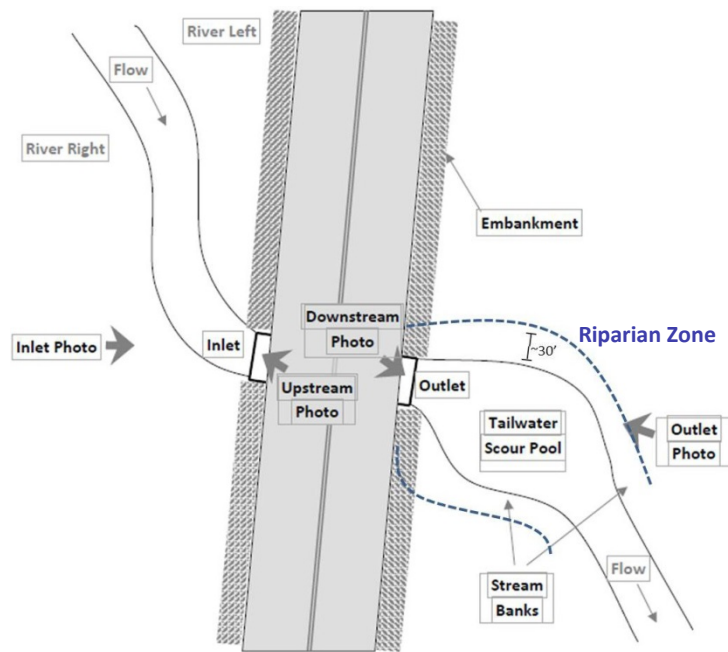 River Left
Flow
River Right
Embankment
Downstream
Photo
Riparian Zone
~30'
Inlet Photo
Inlet
Upstream
Photo
Outlet
Tailwater
Scour Pool
Outlet
Photo
Flow
Stream
Banks